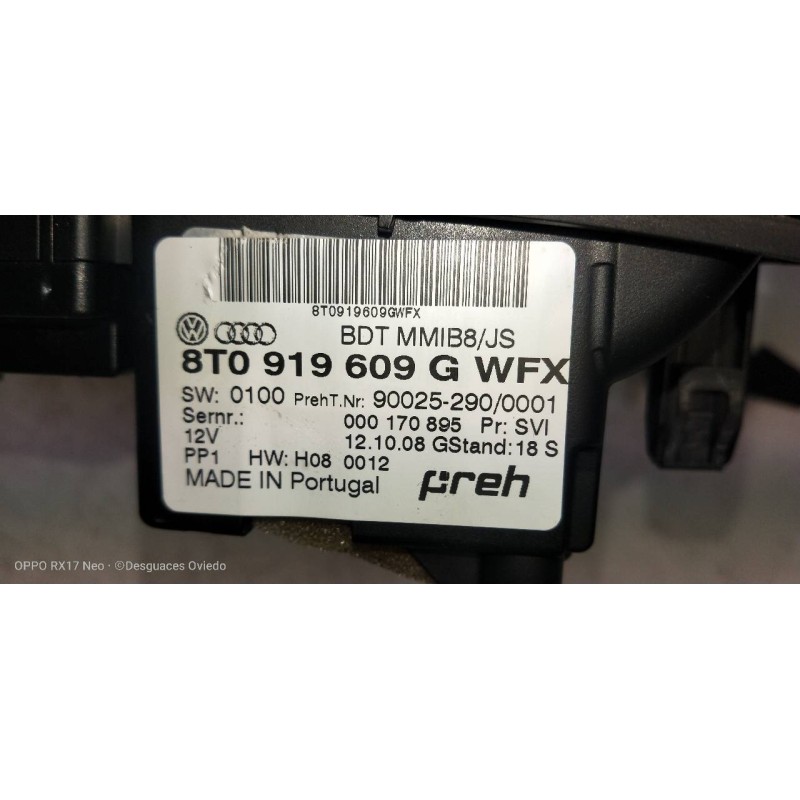 8T0919609GWFX
BDT MMIB8/JS
8T0 919 609 G WFX
SW: 0100 PrehT.Nr: 90025-290/0001
Sernr.: 000 170 895 Pr: SVI
12V 12.10.08 GStand: 18 S
PP1 HW: H08 0012
MADE IN Portugal preh
OPPO RX17 Neo · ©Desguaces Oviedo